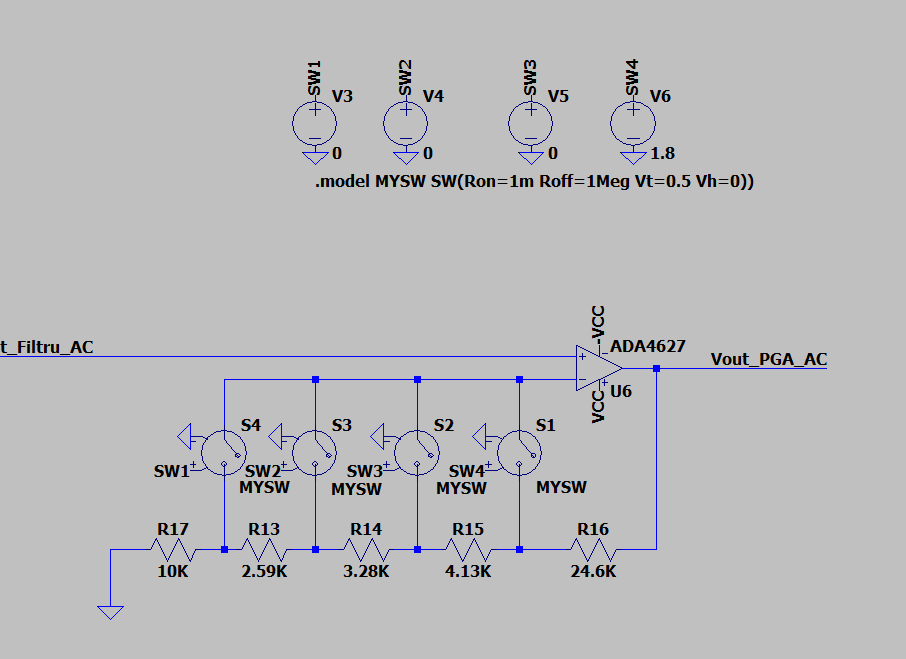 SW1
SW2
SW3
SW4
V3
V4
V5
V6
0
0
0
1.8
.model MYSW SW(Ron=1m Roff=1Meg Vt=0.5 Vh=0))
t_Filtru_AC
-VCC
ADA4627
Vout_PGA_AC
U6
VCC
S4
S3
S2
S1
SW1
SW2
SW3
SW4
MYSW
MYSW
MYSW
MYSW
R17
R13
R14
R15
R16
10K
2.59K
3.28K
4.13K
24.6K